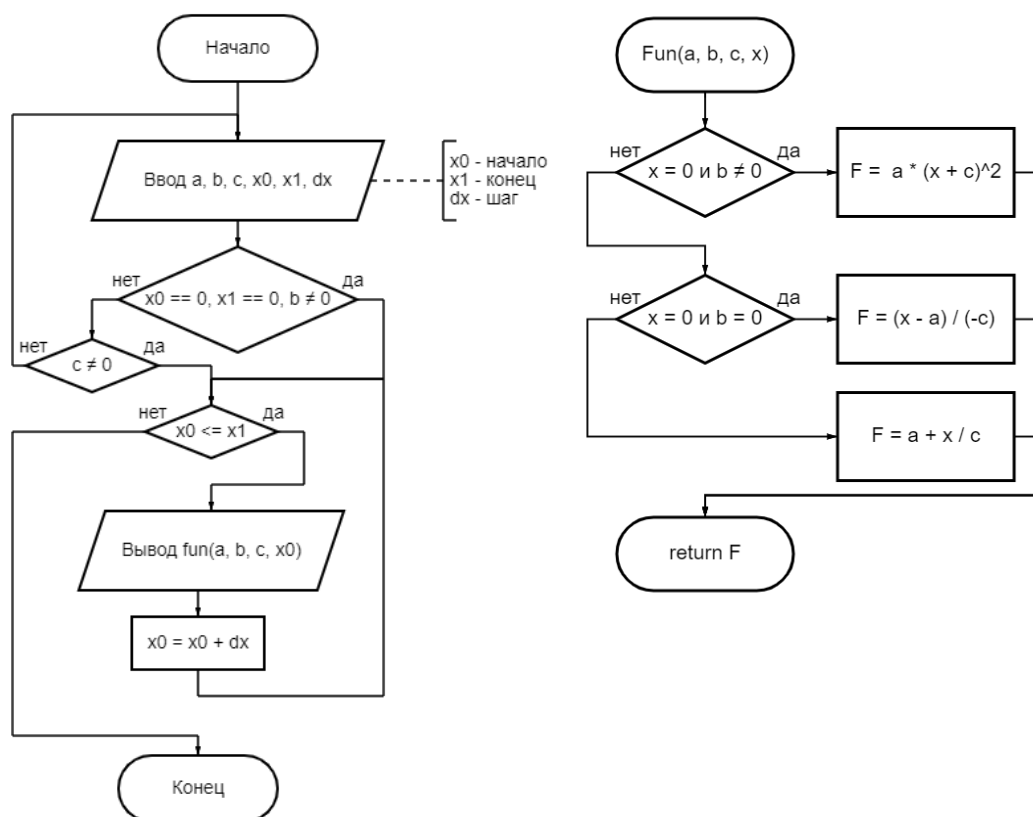 Начало
Ввод a, b, c, x0, x1, dx
x0 - начало
x1 - конец
dx - шаг
нет
да
x0 == 0, x1 == 0, b ≠ 0
нет
да
c ≠ 0
нет
да
x0 <= x1
Вывод fun(a, b, c, x0)
x0 = x0 + dx
Конец
Fun(a, b, c, x)
нет
да
x = 0 и b ≠ 0
F = a * (x + c)^2
нет
да
x = 0 и b = 0
F = (x - a) / (-c)
F = a + x / c
return F